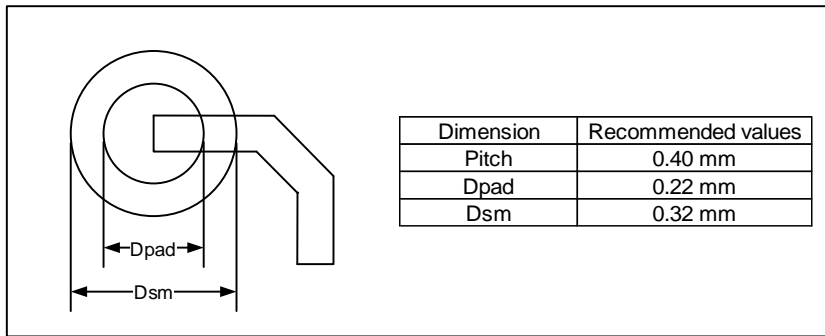 Dimension Recommended values
Pitch 0.40 mm
Dpad 0.22 mm
Dsm 0.32 mm
Dpad
Dsm